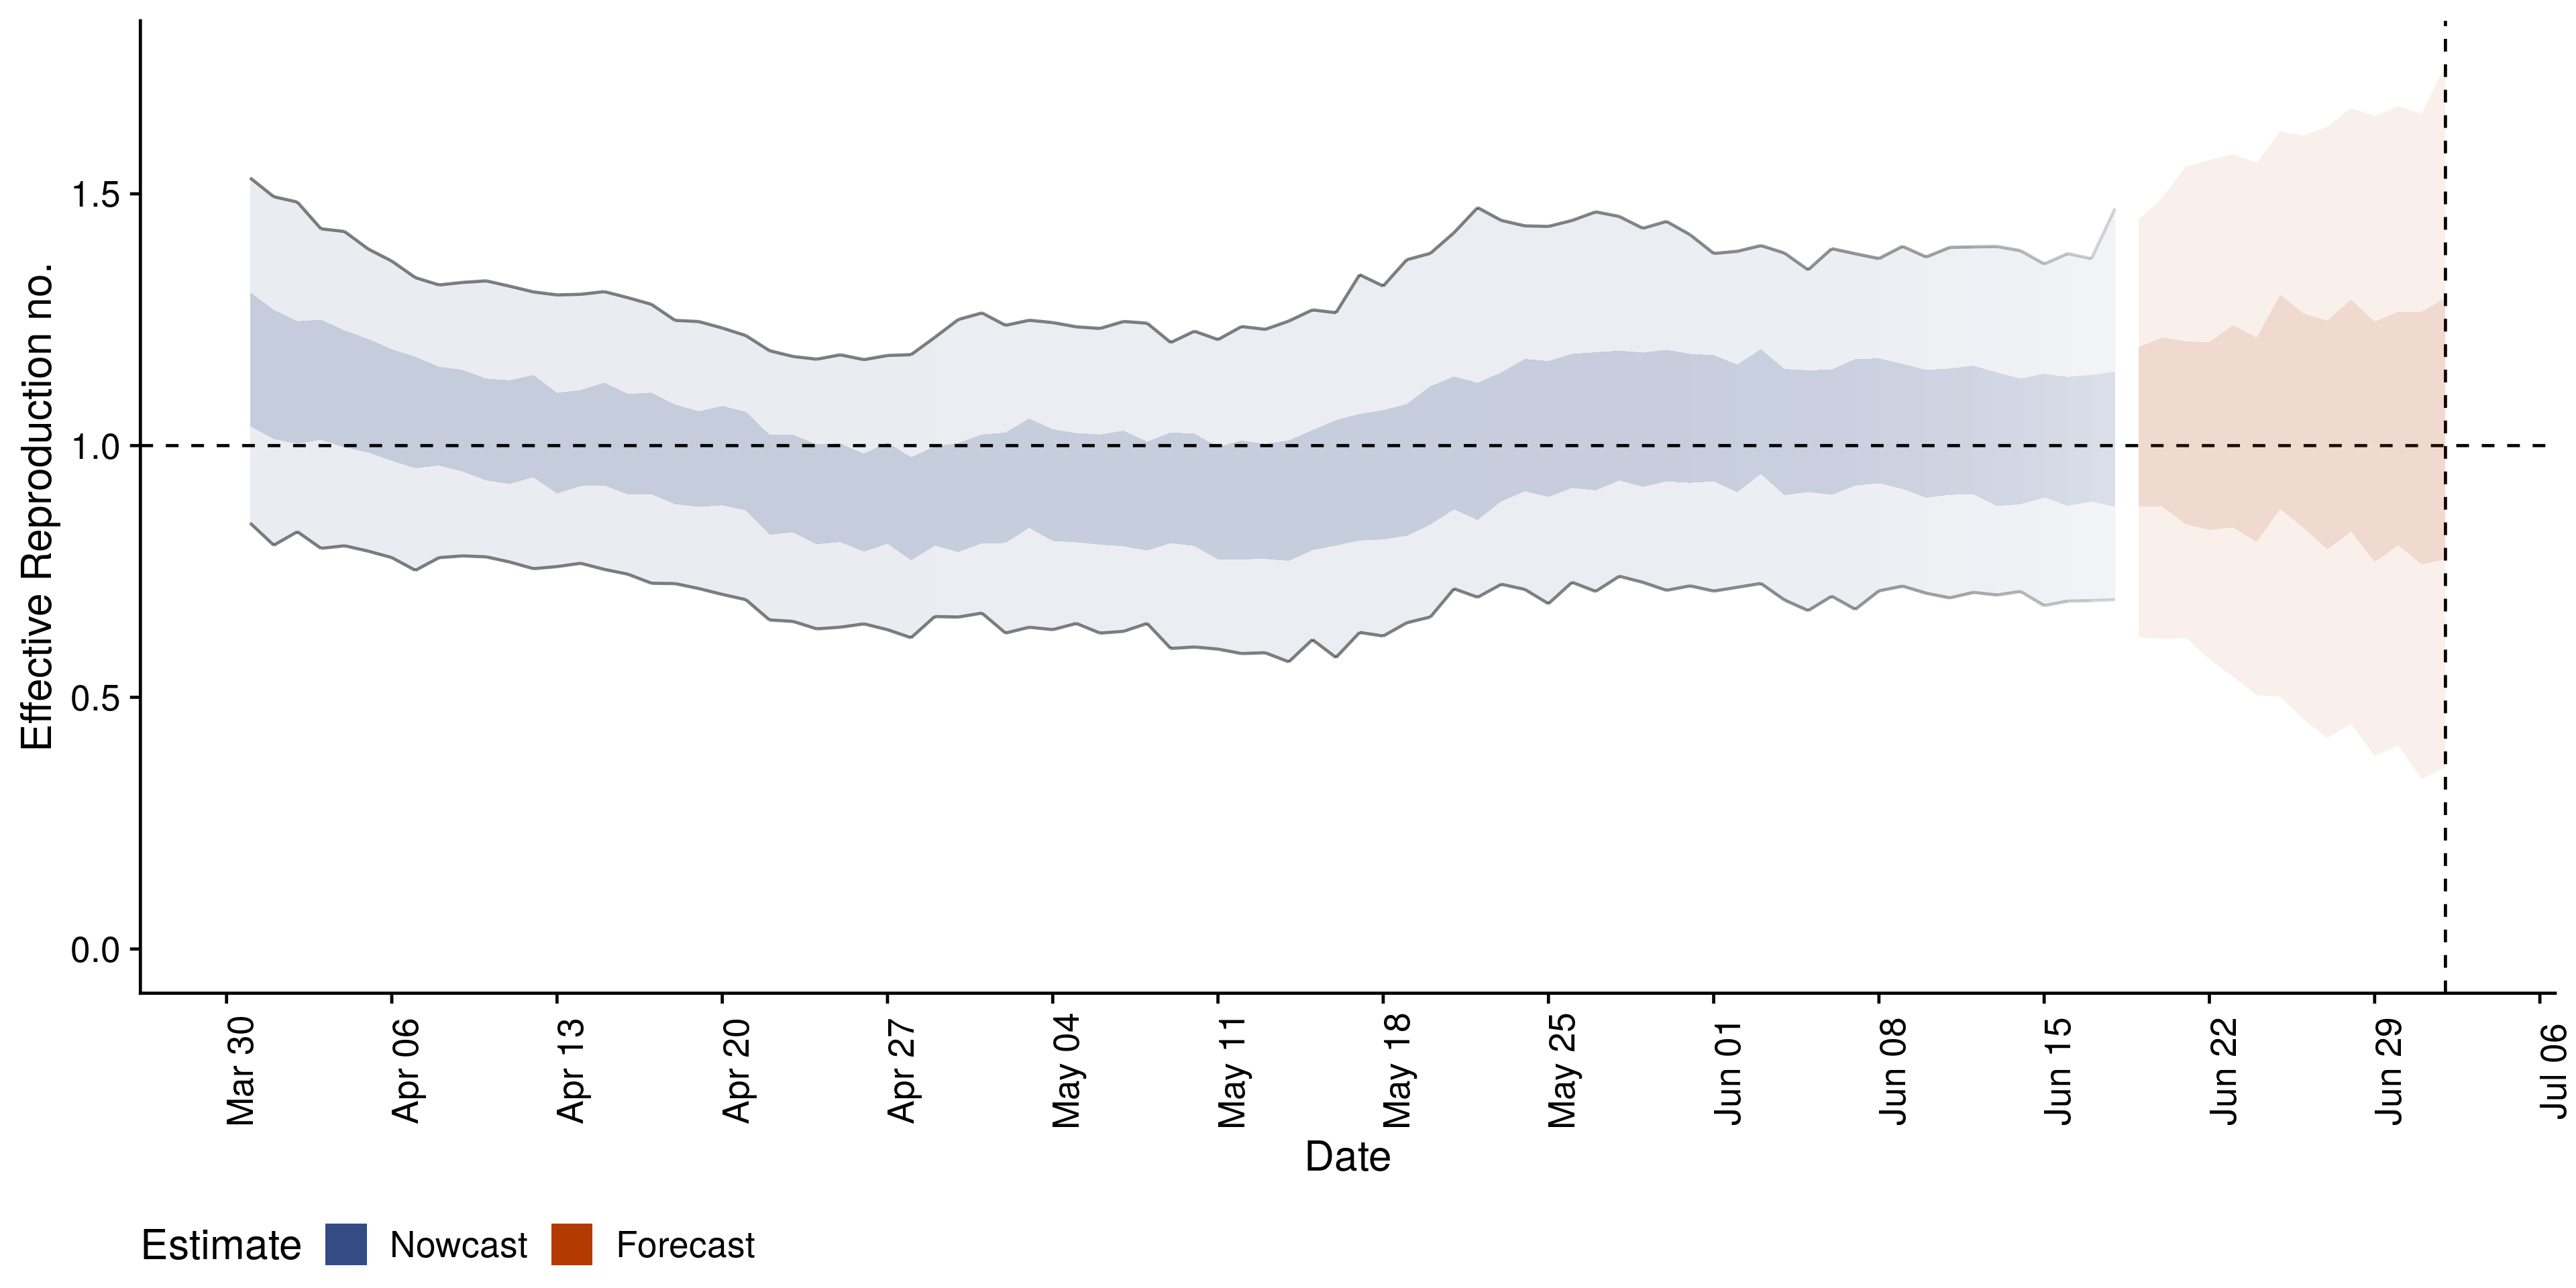 Effective Reproduction no.
1.5
1.0
0.5
0.0
Mar 30
Apr 06
Apr 13
Apr 20
Apr 27
May 04
May 11
May 18
May 25
Jun 01
Jun 08
Jun 15
Jun 22
Jun 29
Jul 06
Date
Estimate Nowcast Forecast